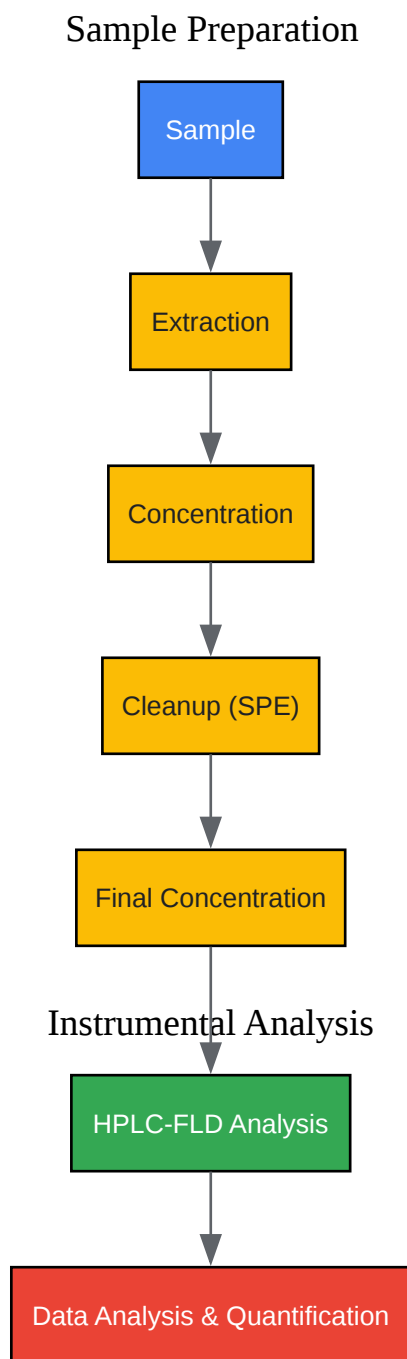 Sample Preparation
Sample
Extraction
Concentration
Cleanup (SPE)
Final Concentration
Instrumental Analysis
HPLC-FLD Analysis
Data Analysis & Quantification